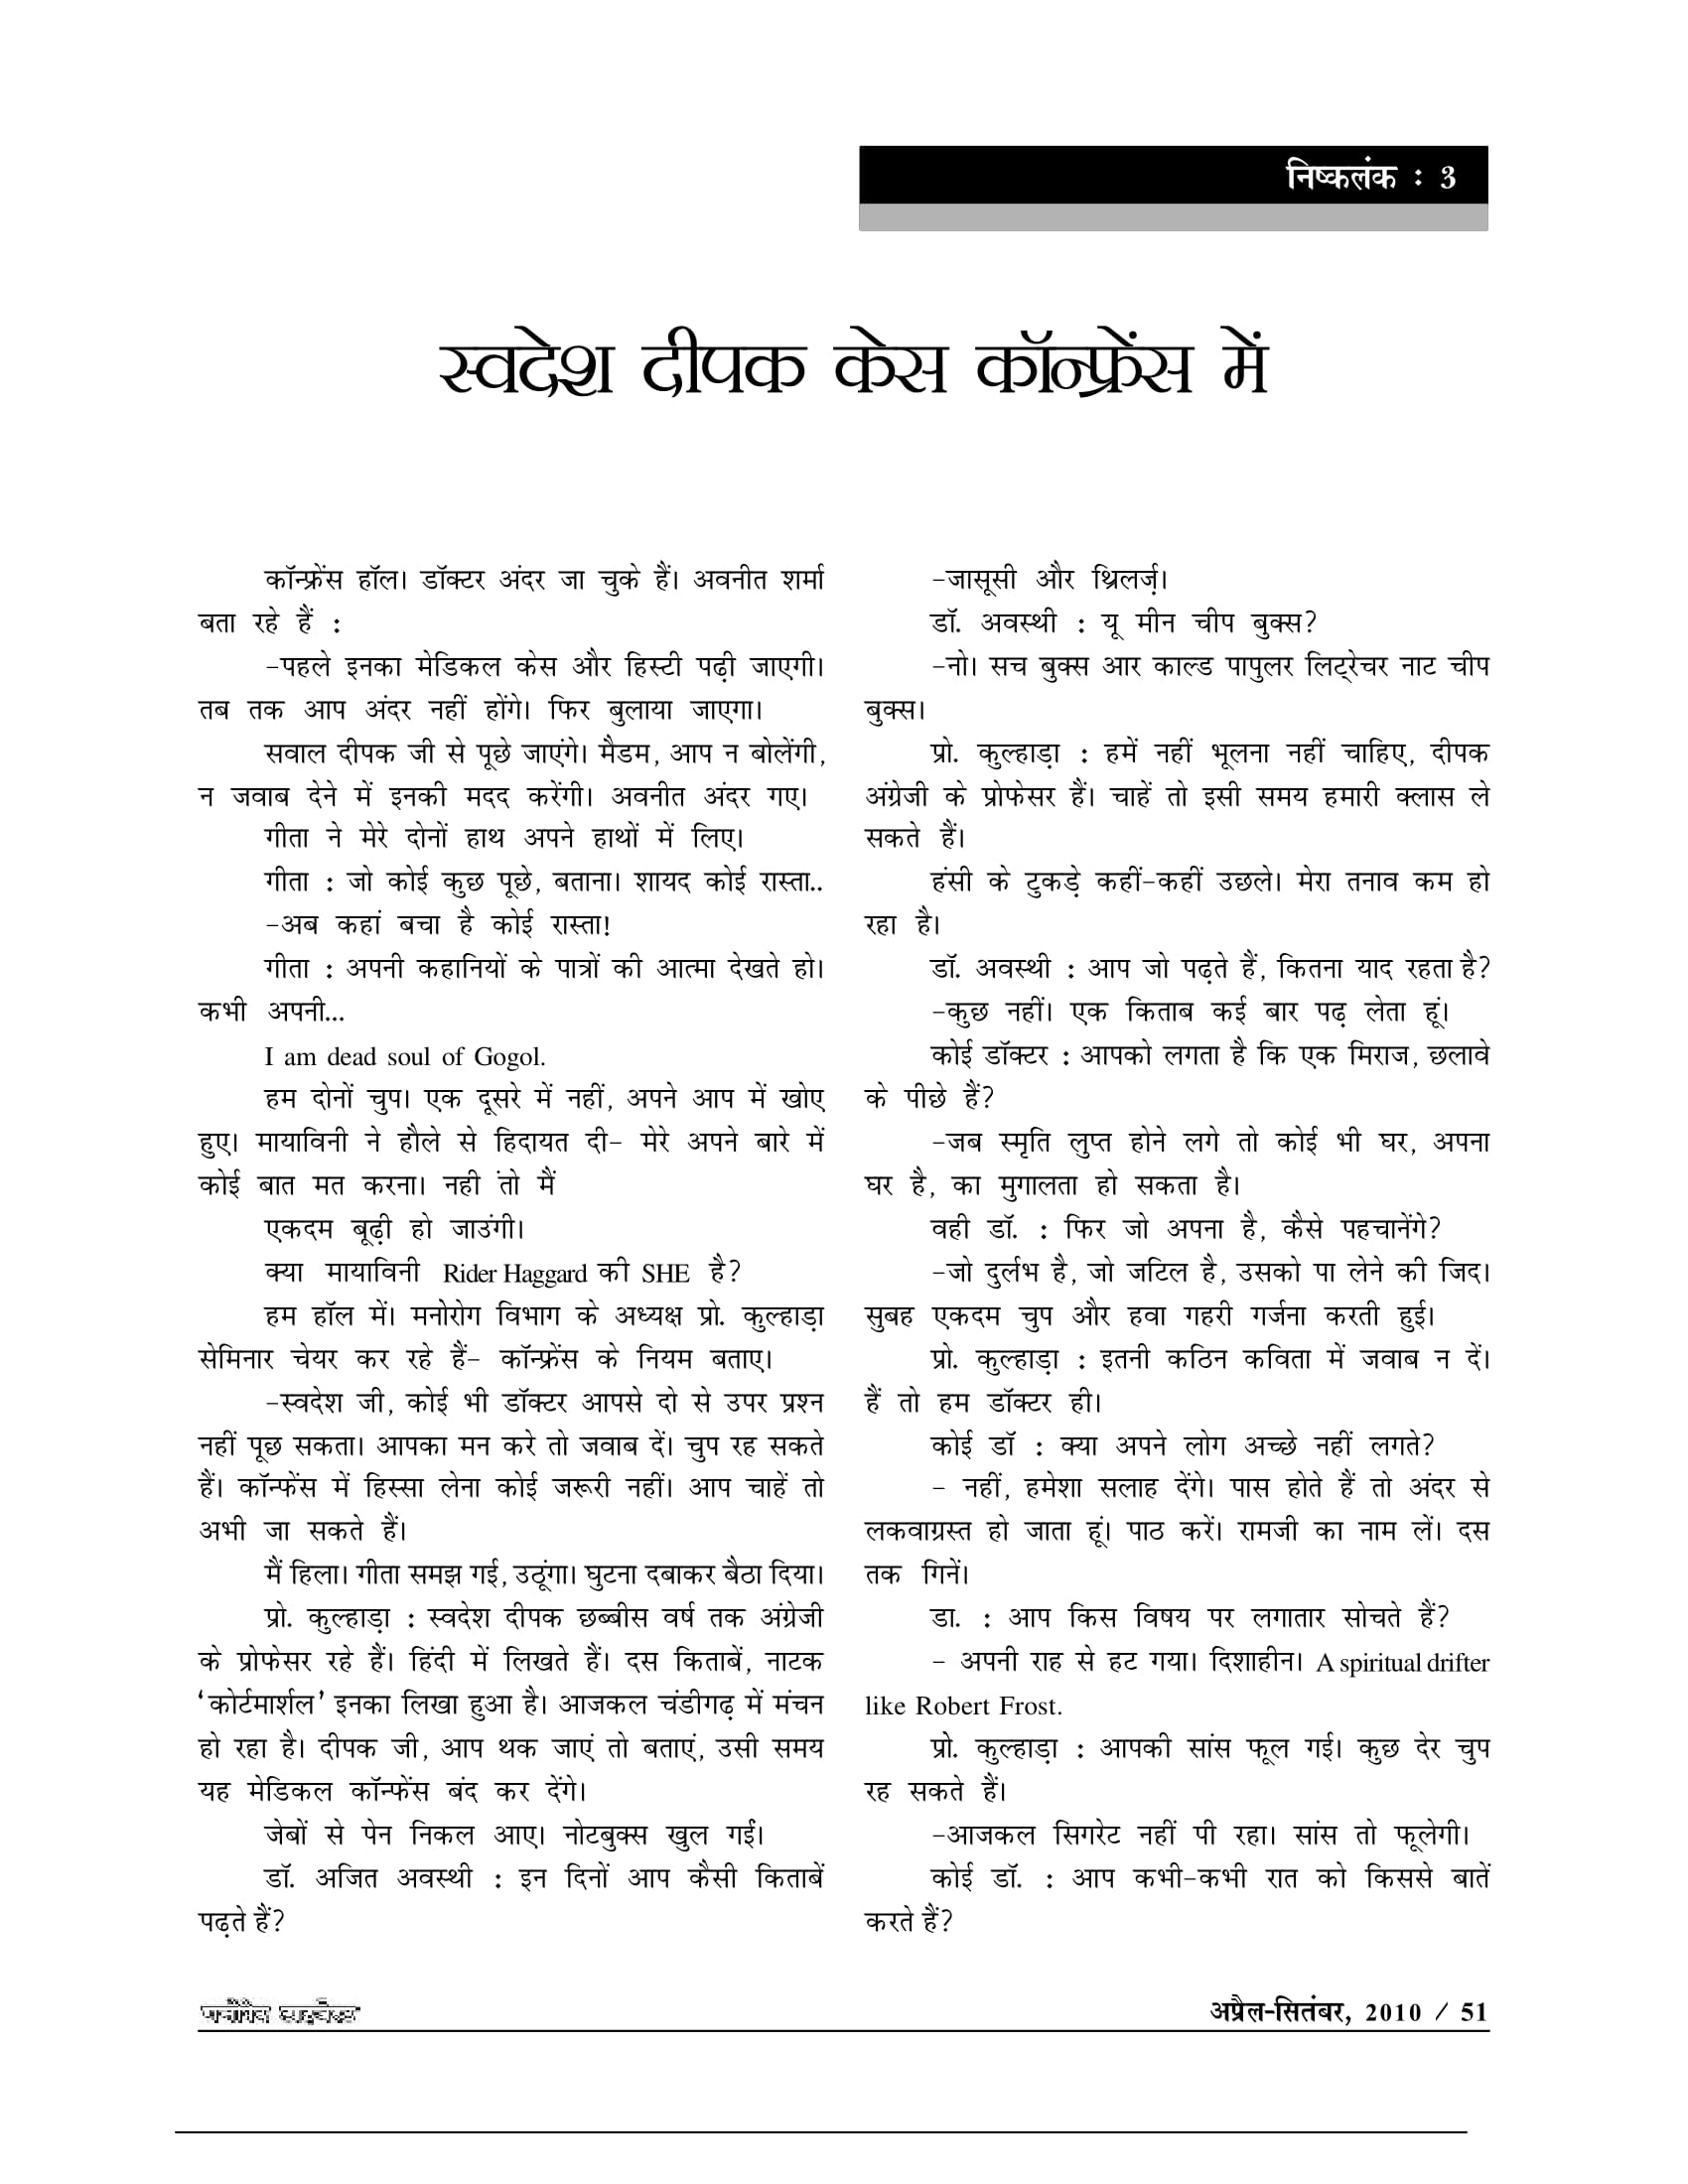 निष्कलंक : 3
स्वदेश दीपक केस कॉन्फ्रेंस में
कॉन्फ्रेंस हॉल। डॉक्टर अंदर जा चुके हैं। अवनीत शर्मा
बता रहे हैं :
-पहले इनका मेडिकल केस और हिस्टी पढ़ी जाएगी।
तब तक आप अंदर नहीं होंगे। फिर बुलाया जाएगा।
सवाल दीपक जी से पूछे जाएंगे। मैडम, आप न बोलेंगी,
न जवाब देने में इनकी मदद करेंगी। अवनीत अंदर गए।
गीता ने मेरे दोनों हाथ अपने हाथों में लिए।
गीता : जो कोई कुछ पूछे, बताना। शायद कोई रास्ता..
-अब कहां बचा है कोई रास्ता!
गीता : अपनी कहानियों के पात्रों की आत्मा देखते हो।
कभी अपनी...
I am dead soul of Gogol.
हम दोनों चुप। एक दूसरे में नहीं, अपने आप में खोए
हुए। मायाविनी ने हौले से हिदायत दी- मेरे अपने बारे में
कोई बात मत करना। नही तंो मैं
एकदम बूढ़ी हो जाउंगी।
क्या मायाविनी Rider Haggard की SHE है?
हम हॉल में। मनोरोग विभाग के अध्यक्ष प्रो. कुल्हाड़ा
सेमिनार चेयर कर रहे हैं- कॉन्फ्रेंस के नियम बताए।
-स्वदेश जी, कोई भी डॉक्टर आपसे दो से उपर प्रश्न
नहीं पूछ सकता। आपका मन करे तो जवाब दें। चुप रह सकते
हैं। कॉन्फेंस में हिस्सा लेना कोई जरूरी नहीं। आप चाहें तो
अभी जा सकते हैं।
मैं हिला। गीता समझ गई, उठूंगा। घुटना दबाकर बैठा दिया।
प्रो. कुल्हाड़ा : स्वदेश दीपक छब्बीस वर्ष तक अंग्रेजी
के प्रोफेसर रहे हैं। हिंदी में लिखते हैं। दस किताबें, नाटक
‘कोर्टमार्शल’ इनका लिखा हुआ है। आजकल चंडीगढ़ में मंचन
हो रहा है। दीपक जी, आप थक जाएं तो बताएं, उसी समय
यह मेडिकल कॉन्फेंस बंद कर देंगे।
जेबों से पेन निकल आए। नोटबुक्स खुल गईं।
डॉ. अजित अवस्थी : इन दिनों आप कैसी किताबें
पढ़ते हैं?
-जासूसी और थ्रिलर्ज़।
डॉ. अवस्थी : यू मीन चीप बुक्स?
-नो। सच बुक्स आर काल्ड पापुलर लिट्रेचर नाट चीप
बुक्स।
प्रो. कुल्हाड़ा : हमें नहीं भूलना नहीं चाहिए, दीपक
अंग्रेजी के प्रोफेसर हैं। चाहें तो इसी समय हमारी क्लास ले
सकते हैं।
हंसी के टुकड़े कहीं-कहीं उछले। मेरा तनाव कम हो
रहा है।
डॉ. अवस्थी : आप जो पढ़ते हैं, कितना याद रहता है?
-कुछ नहीं। एक किताब कई बार पढ़ लेता हूं।
कोई डॉक्टर : आपको लगता है कि एक मिराज, छलावे
के पीछे हैं?
-जब स्मृति लुप्त होने लगे तो कोई भी घर, अपना
घर है, का मुगालता हो सकता है।
वही डॉ. : फिर जो अपना है, कैसे पहचानेंगे?
-जो दुर्लभ है, जो जटिल है, उसको पा लेने की जिद।
सुबह एकदम चुप और हवा गहरी गर्जना करती हुई।
प्रो. कुल्हाड़ा : इतनी कठिन कविता में जवाब न दें।
हैं तो हम डॉक्टर ही।
कोई डॉ : क्या अपने लोग अच्छे नहीं लगते?
- नहीं, हमेशा सलाह देंगे। पास होते हैं तो अंदर से
लकवाग्रस्त हो जाता हूं। पाठ करें। रामजी का नाम लें। दस
तक गिनें।
डा. : आप किस विषय पर लगातार सोचते हैं?
- अपनी राह से हट गया। दिशाहीन। A spiritual drifter
like Robert Frost.
प्रो. कुल्हाड़ा : आपकी सांस फूल गई। कुछ देर चुप
रह सकते हैं।
-आजकल सिगरेट नहीं पी रहा। सांस तो फूलेगी।
कोई डॉ. : आप कभी-कभी रात को किससे बातें
करते हैं?
अप्रैल-सितंबर, 2010 / 51